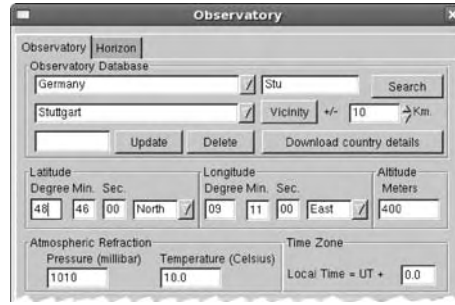 Observatory
Observatory Horizon
Observatory Database
Germany Stu Search
Stuttgart Vicinity +/- 10 Km.
Update Delete Download country details
Latitude Longitude Altitude
Degree Min. Sec. Degree Min. Sec. Meters
48 46 00 North 09 11 00 East 400
Atmospheric Refraction Time Zone
Pressure (millibar) Temperature (Celsius)
1010 10.0 Local Time = UT + 0.0